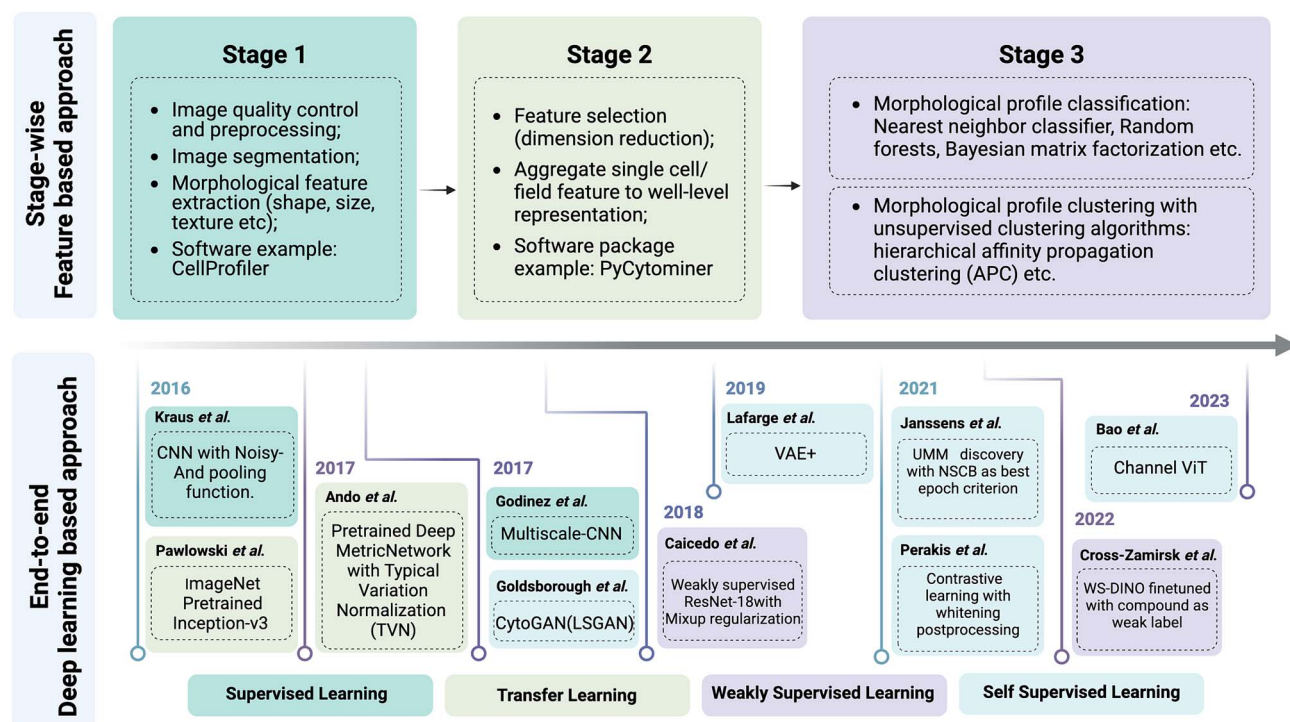 Stage-wise
Feature based approach
Stage 1
• Image quality control
and preprocessing;
• Image segmentation;
• Morphological feature
extraction (shape, size,
texture etc);
• Software example:
CellProfiler
Stage 2
• Feature selection
(dimension reduction);
• Aggregate single cell/
field feature to well-level
representation;
• Software package
example: PyCytominer
Stage 3
• Morphological profile classification:
Nearest neighbor classifier, Random
forests, Bayesian matrix factorization etc.
• Morphological profile clustering with
unsupervised clustering algorithms:
hierarchical affinity propagation
clustering (APC) etc.
End-to-end
Deep learning based approach
2016
Kraus et al.
CNN with Noisy-
And pooling
function.
Pawlowski et al.
ImageNet
Pretrained
Inception-v3
2017
Ando et al.
Pretrained Deep
MetricNetwork
with Typical
Variation
Normalization
(TVN)
2017
Godinez et al.
Multiscale-CNN
Goldsborough et al.
CytoGAN(LSGAN)
2018
Caicedo et al.
Weakly supervised
ResNet-18with
Mixup regularization
2019
Lafarge et al.
VAE+
2021
Janssens et al.
UMM discovery
with NSCB as best
epoch criterion
Perakis et al.
Contrastive
learning with
whitening
postprocessing
2022
Cross-Zamirsk et al.
WS-DINO finetuned
with compound as
weak label
2023
Bao et al.
Channel ViT
Supervised Learning
Transfer Learning
Weakly Supervised Learning
Self Supervised Learning